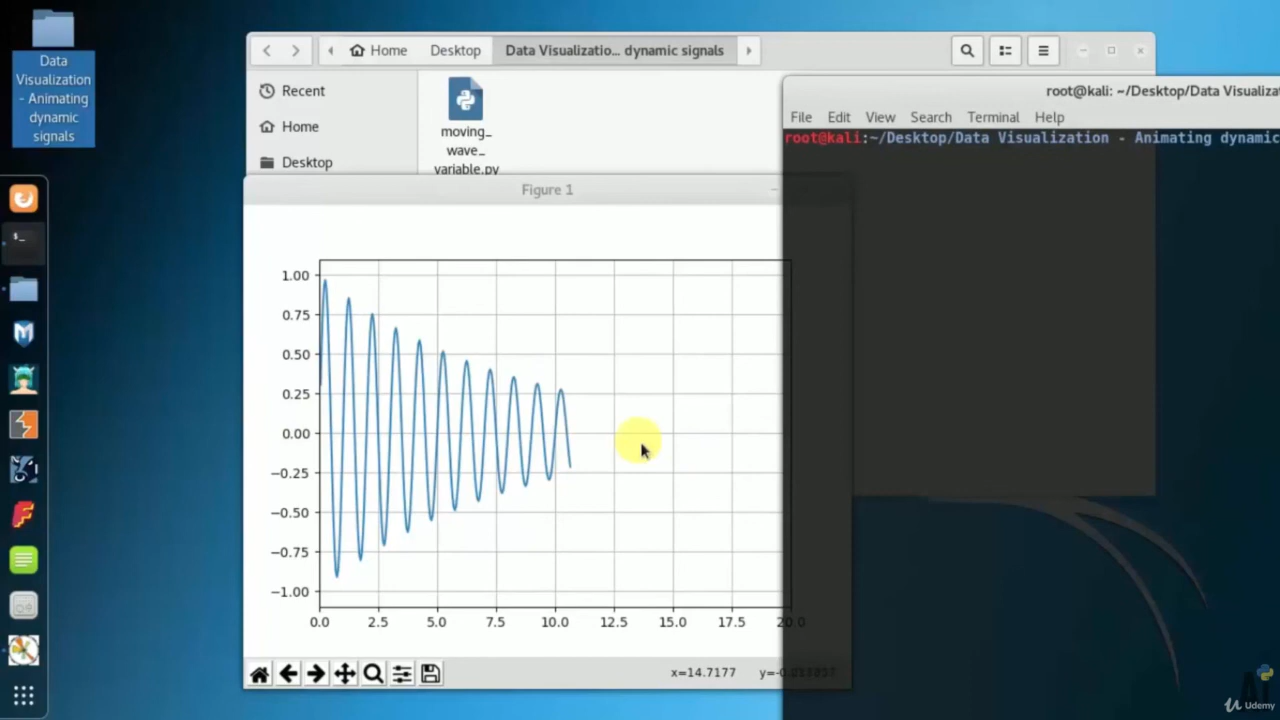 Data
Visualization
- Animating
dynamic
signals
Home
Desktop
Data Visualizatio... dynamic signals
Recent
Home
Desktop
moving_
wave_
variable.py
root@kali: ~/Desktop/Data Visualizat
File Edit View Search Terminal Help
root@kali:~/Desktop/Data Visualization - Animating dynamic
Figure 1
1.00
0.75
0.50
0.25
0.00
−0.25
−0.50
−0.75
−1.00
0.0 2.5 5.0 7.5 10.0 12.5 15.0 17.5 20.0
x=14.7177
AI
Udemy